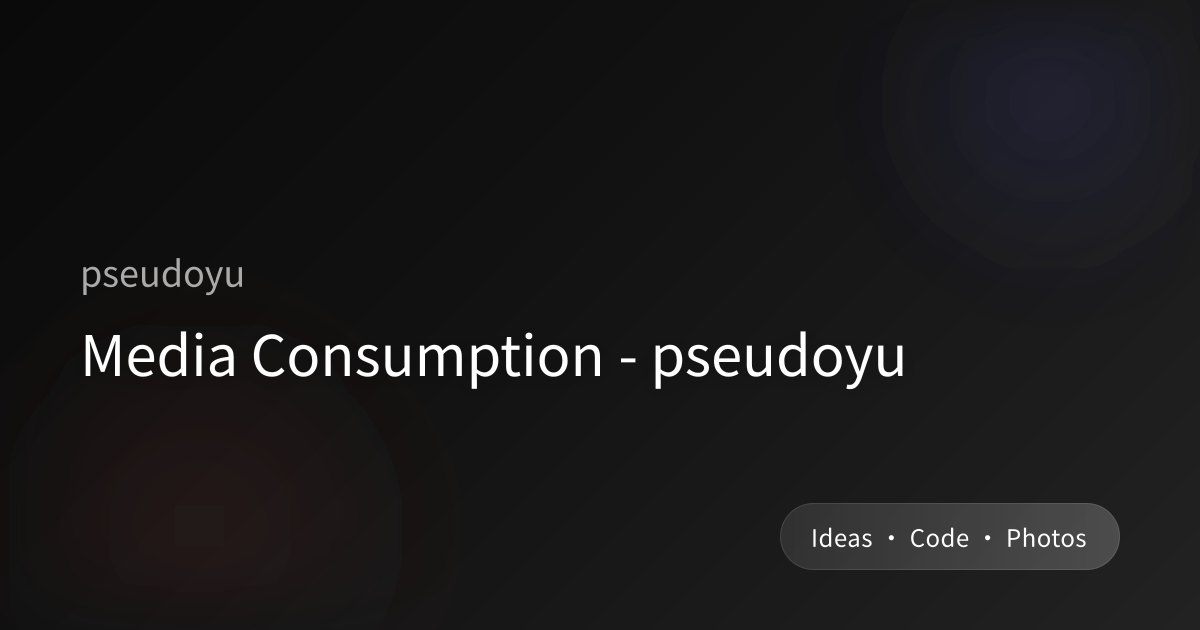 pseudoyu
Media Consumption - pseudoyu
Ideas • Code • Photos